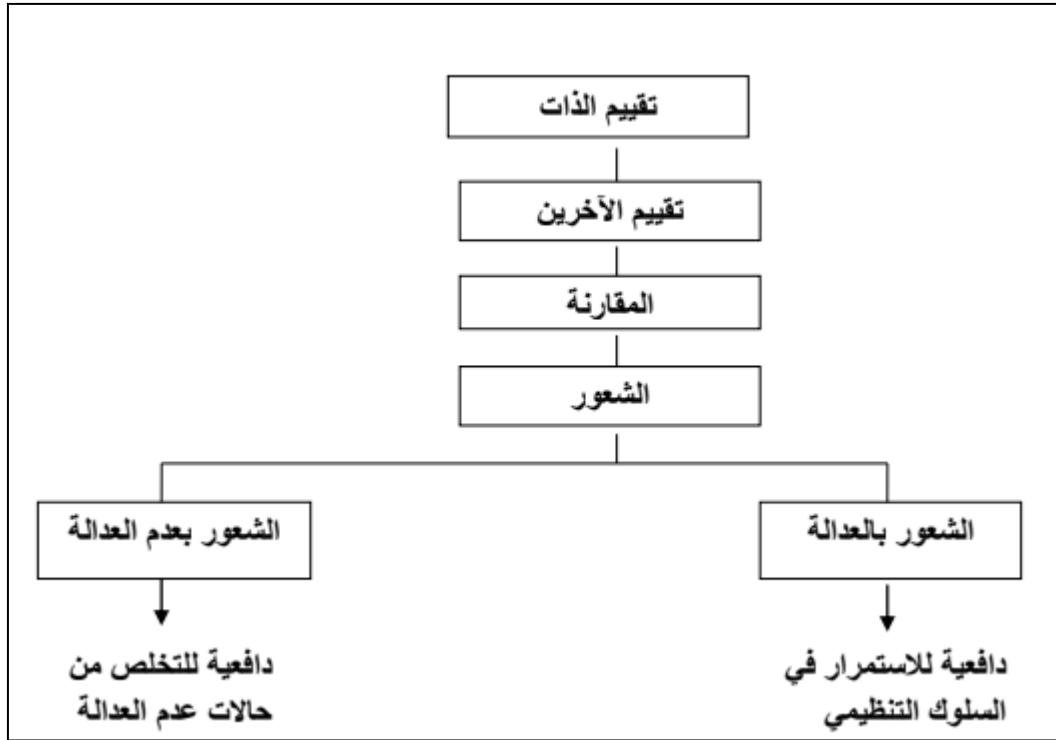 تقييم الذات
تقييم الآخرين
المقارنة
الشعور
الشعور بالعدالة
الشعور بعدم العدالة
دافعية للاستمرار في
السلوك التنظيمي
دافعية للتخلص من
حالات عدم العدالة